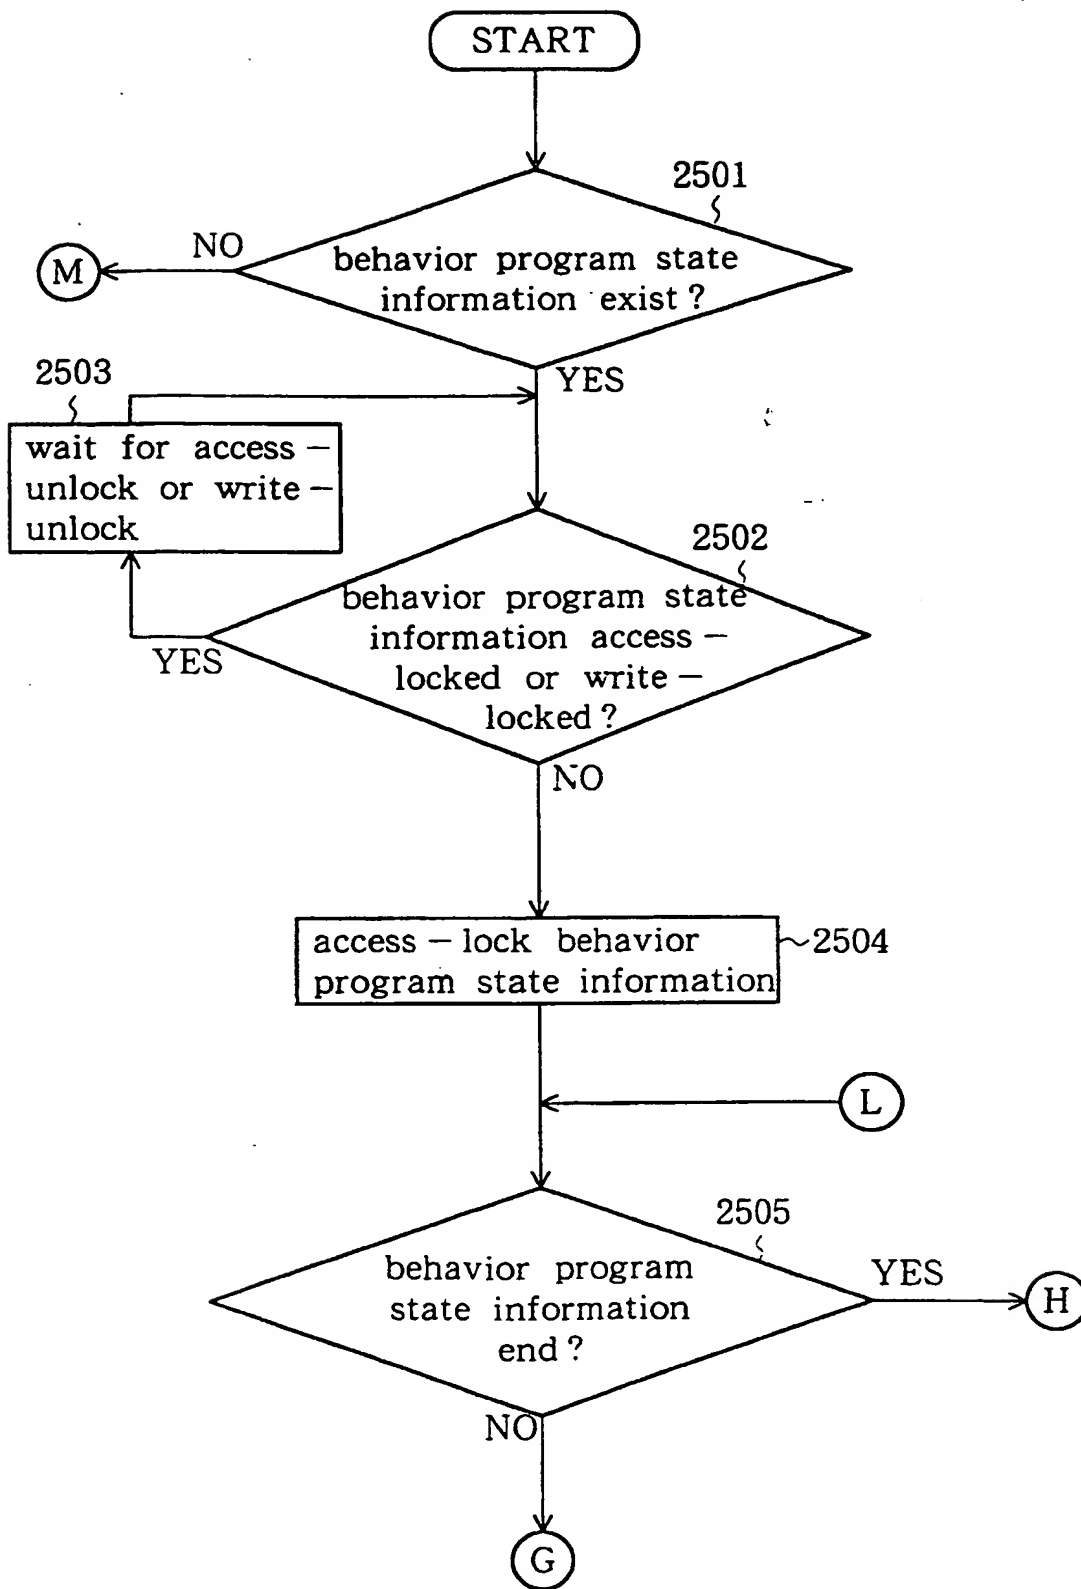 START
2501
NO
M
behavior program state
information exist?
YES
2503
wait for access-
unlock or write-
unlock
2502
behavior program state
information access-
locked or write-
locked?
YES
NO
access-lock behavior
program state information
2504
L
2505
behavior program
state information
end?
YES
H
NO
G